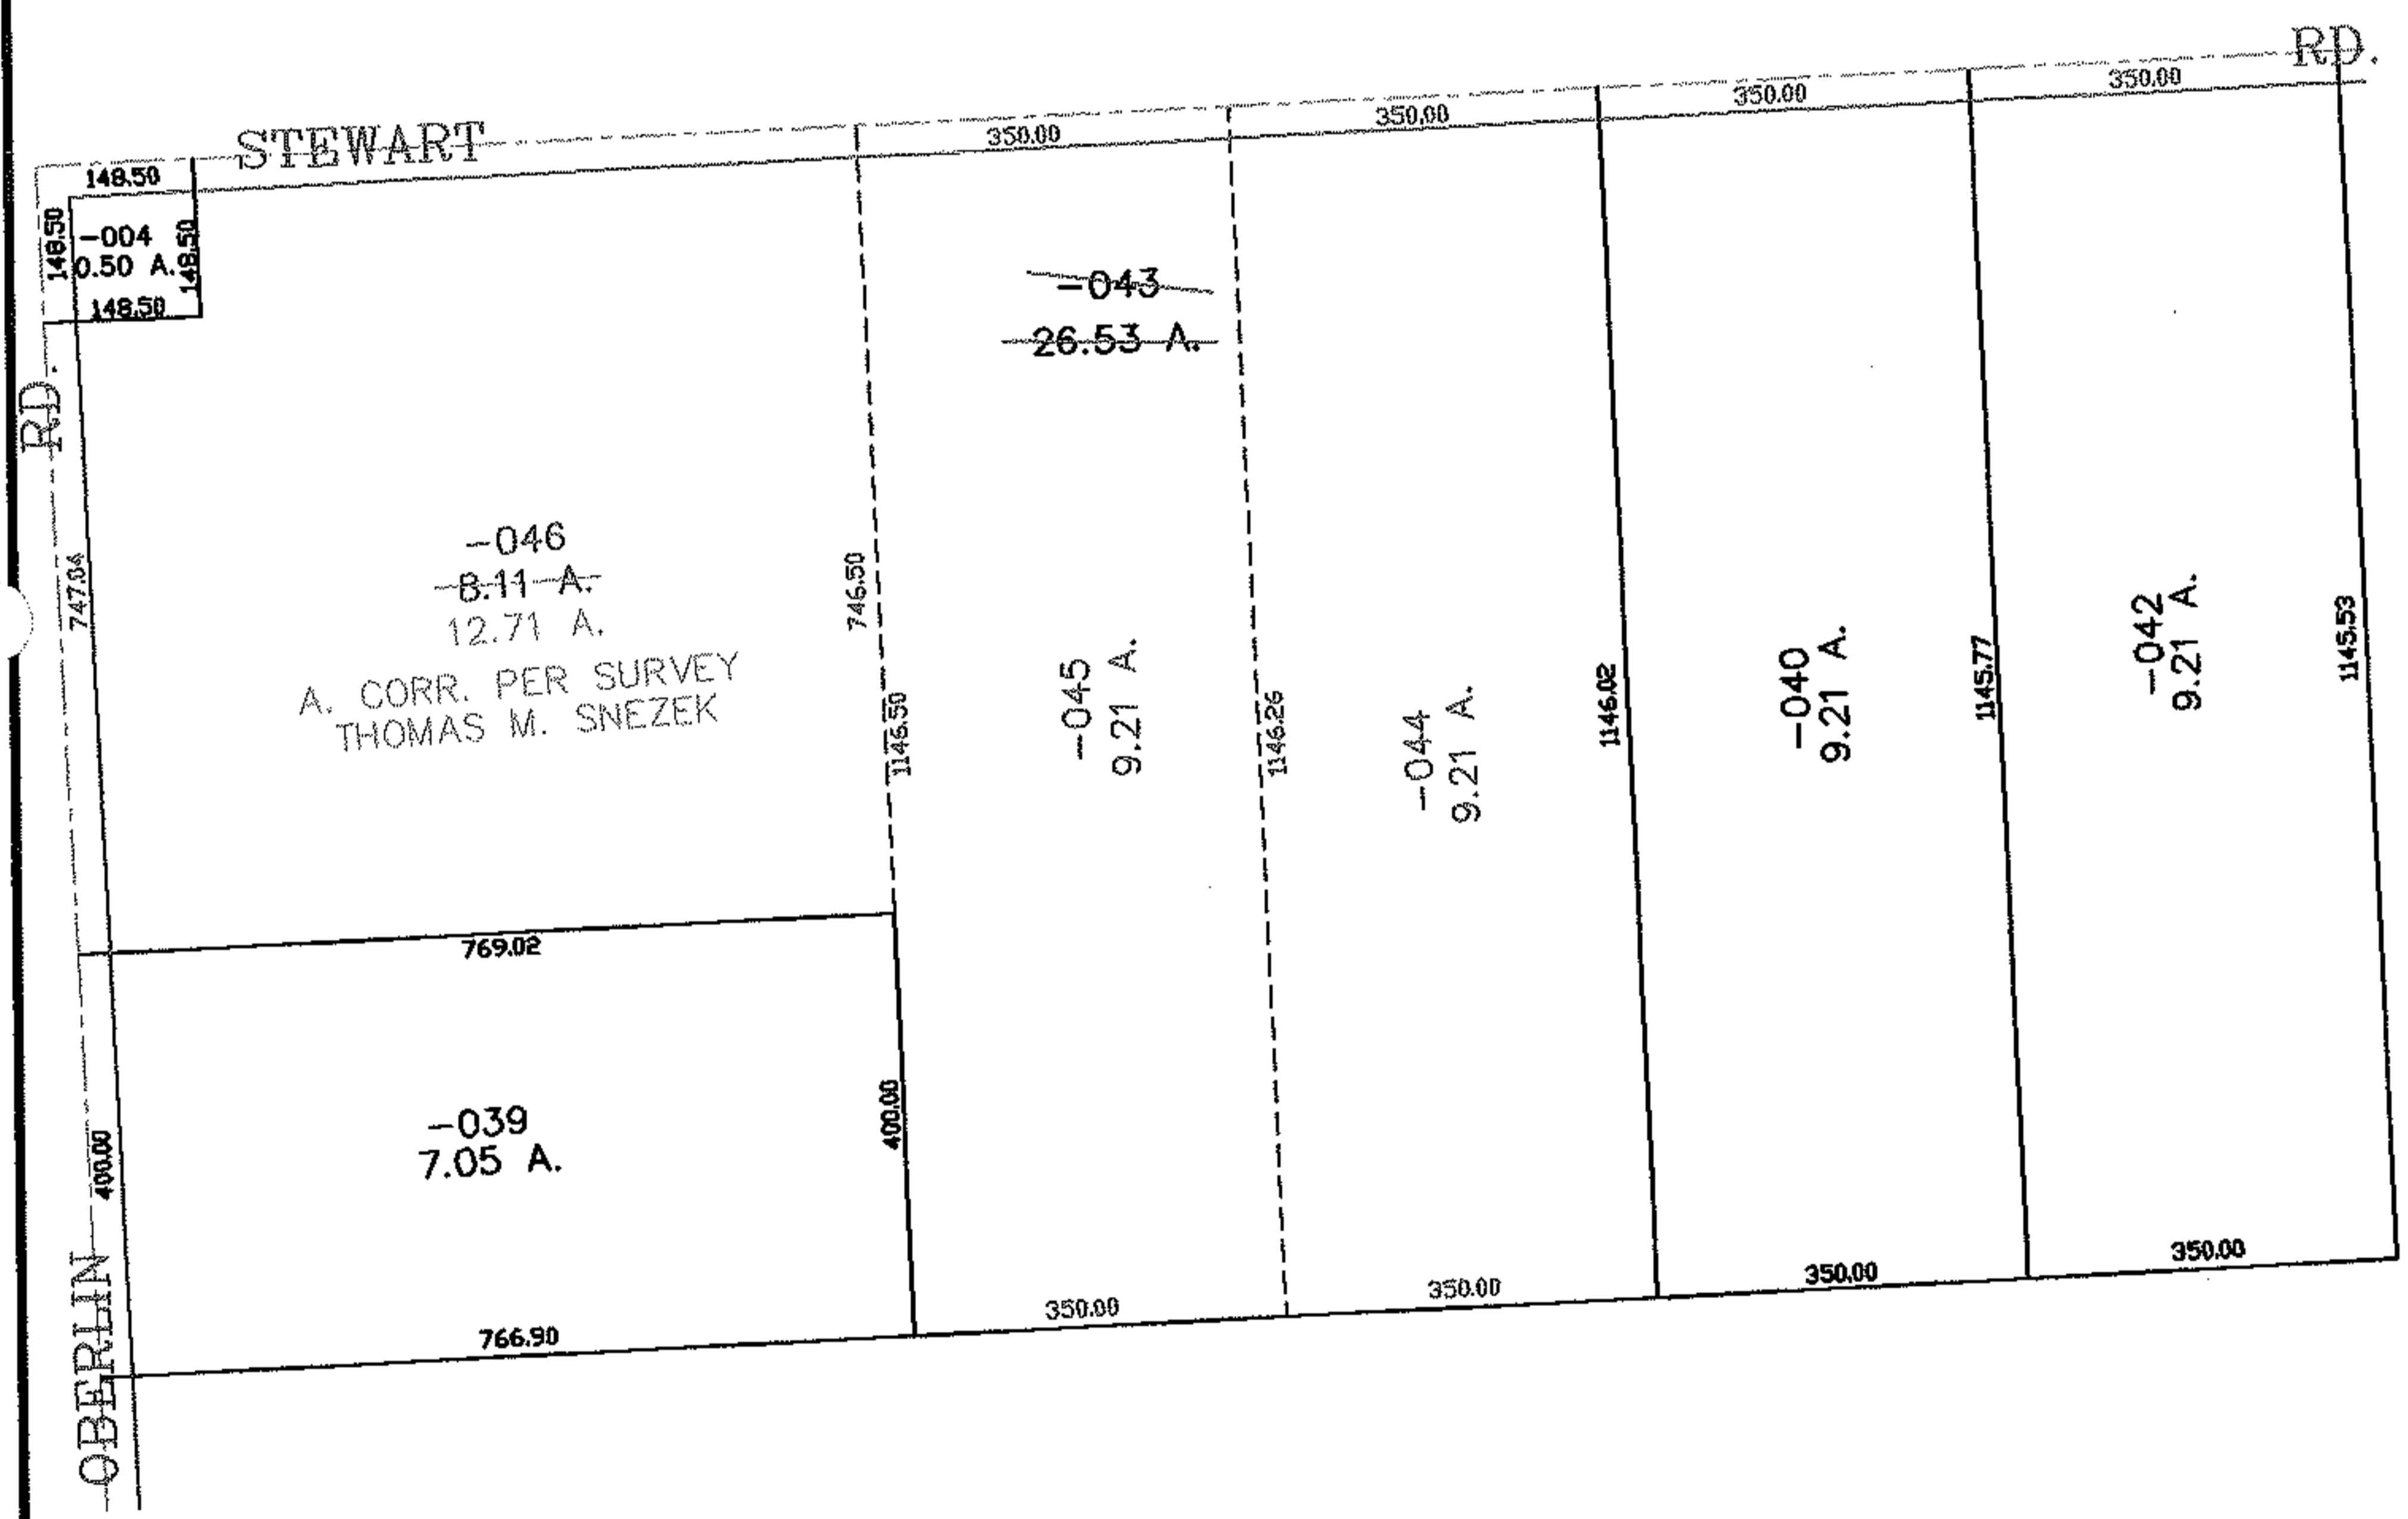 RD.
350.00
350.00
350.00
350.00
STEWART
148.50
148.50
-004
0.50 A.
148.50
148.50
RD.
-043
26.53 A.
-046
8.11 A.
12.71 A.
A. CORR. PER SURVEY
THOMAS M. SNEZEK
747.04
746.50
1146.50
-045
9.21 A.
1146.26
-044
9.21 A.
1146.02
-040
9.21 A.
1145.77
-042
9.21 A.
1145.53
769.02
-039
7.05 A.
400.00
400.00
OBERLIN
766.90
350.00
350.00
350.00
350.00